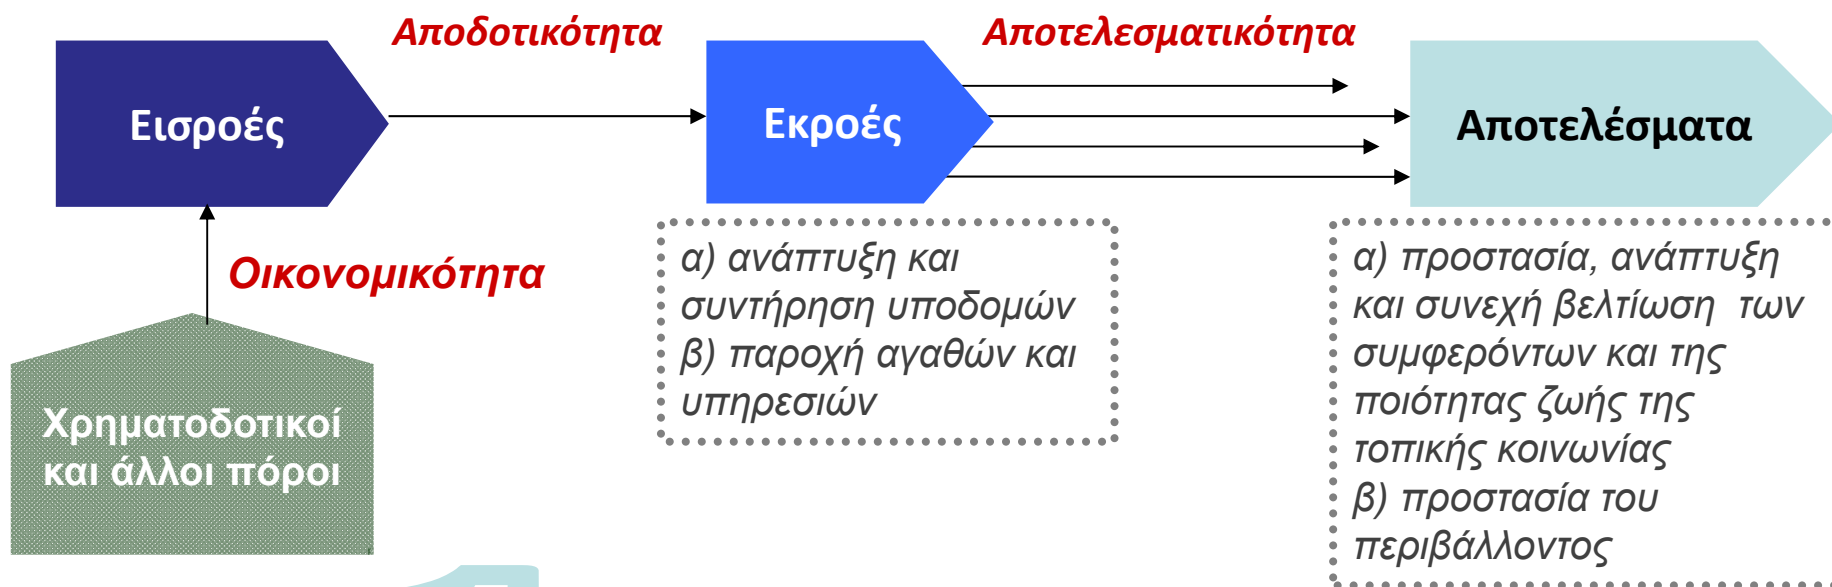 Αποδοτικότητα
Αποτελεσματικότητα
Εισροές
Εκροές
Αποτελέσματα
Οικονομικότητα
Χρηματοδοτικοί
και άλλοι πόροι
α) ανάπτυξη και
συντήρηση υποδομών
β) παροχή αγαθών και
υπηρεσιών
α) προστασία, ανάπτυξη
και συνεχή βελτίωση των
συμφερόντων και της
ποιότητας ζωής της
τοπικής κοινωνίας
β) προστασία του
περιβάλλοντος